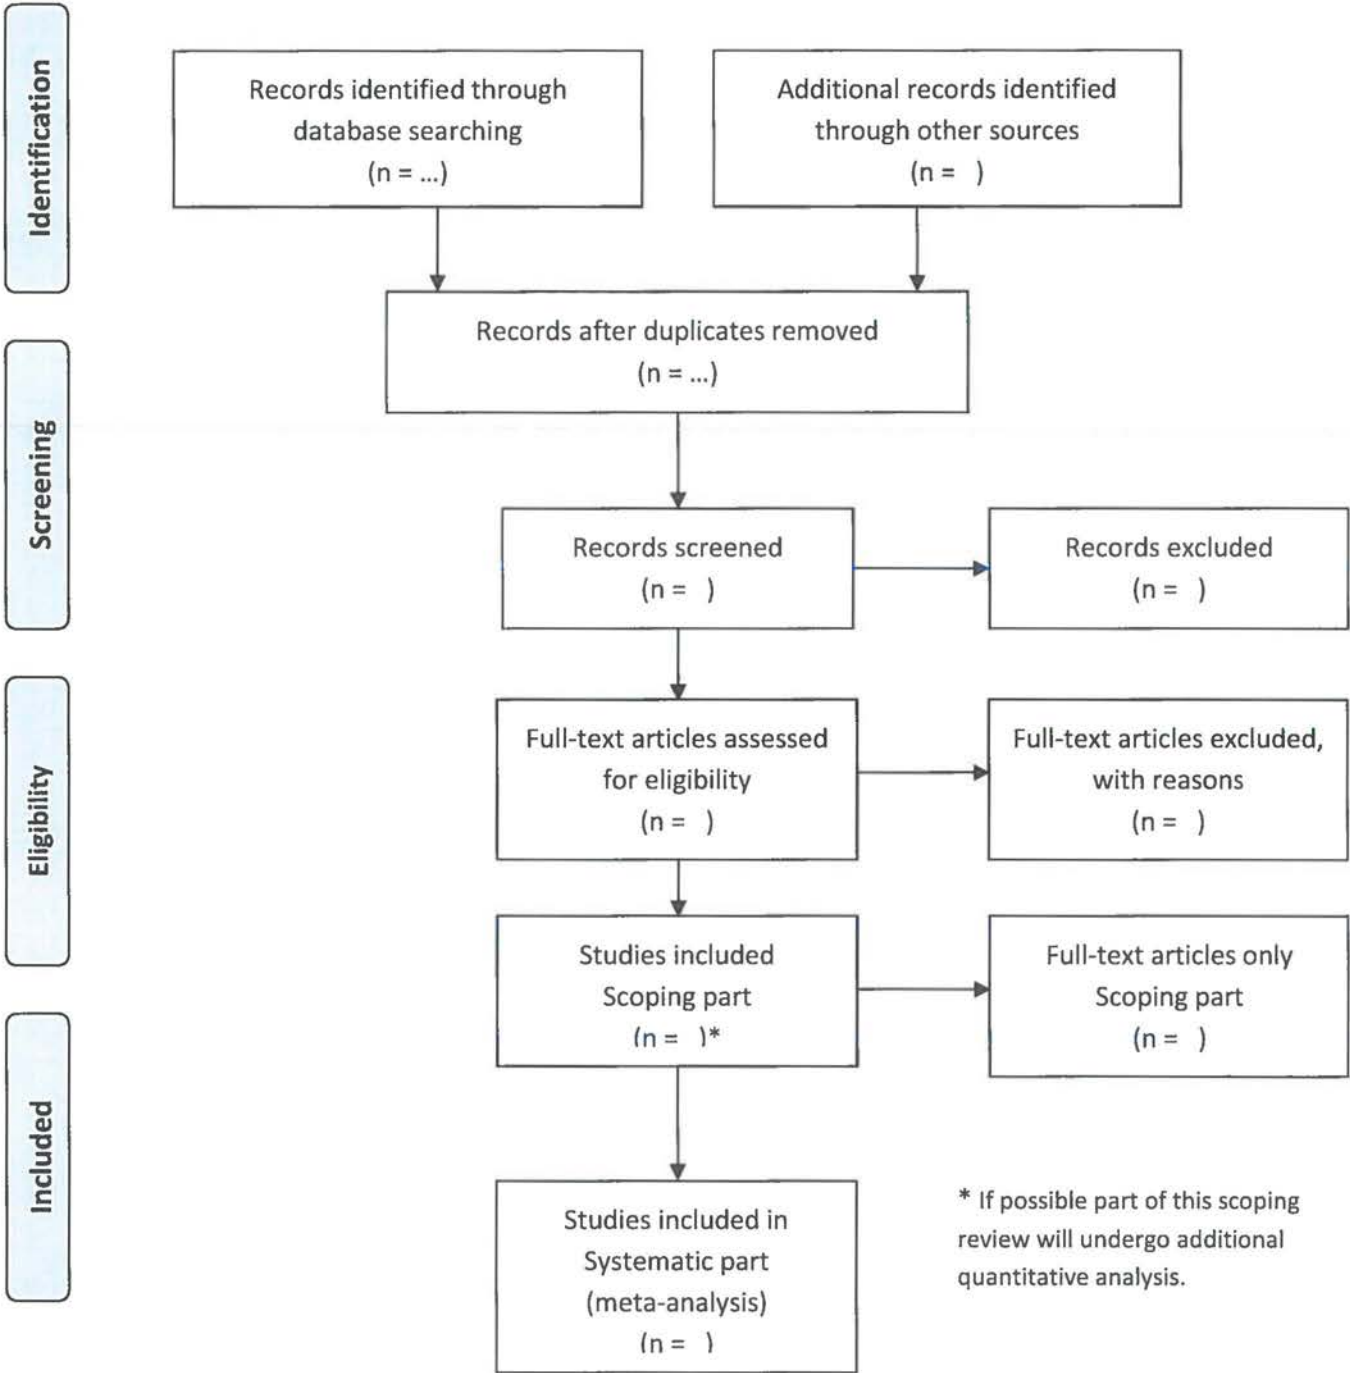 Identification
Records identified through
database searching
(n = ...)
Additional records identified
through other sources
(n =   )
Records after duplicates removed
(n = ...)
Screening
Records screened
(n =   )
Records excluded
(n =   )
Eligibility
Full-text articles assessed
for eligibility
(n =   )
Full-text articles excluded,
with reasons
(n =   )
Studies included
Scoping part
(n =   )*
Full-text articles only
Scoping part
(n =   )
Included
Studies included in
Systematic part
(meta-analysis)
(n =   )
* If possible part of this scoping
review will undergo additional
quantitative analysis.